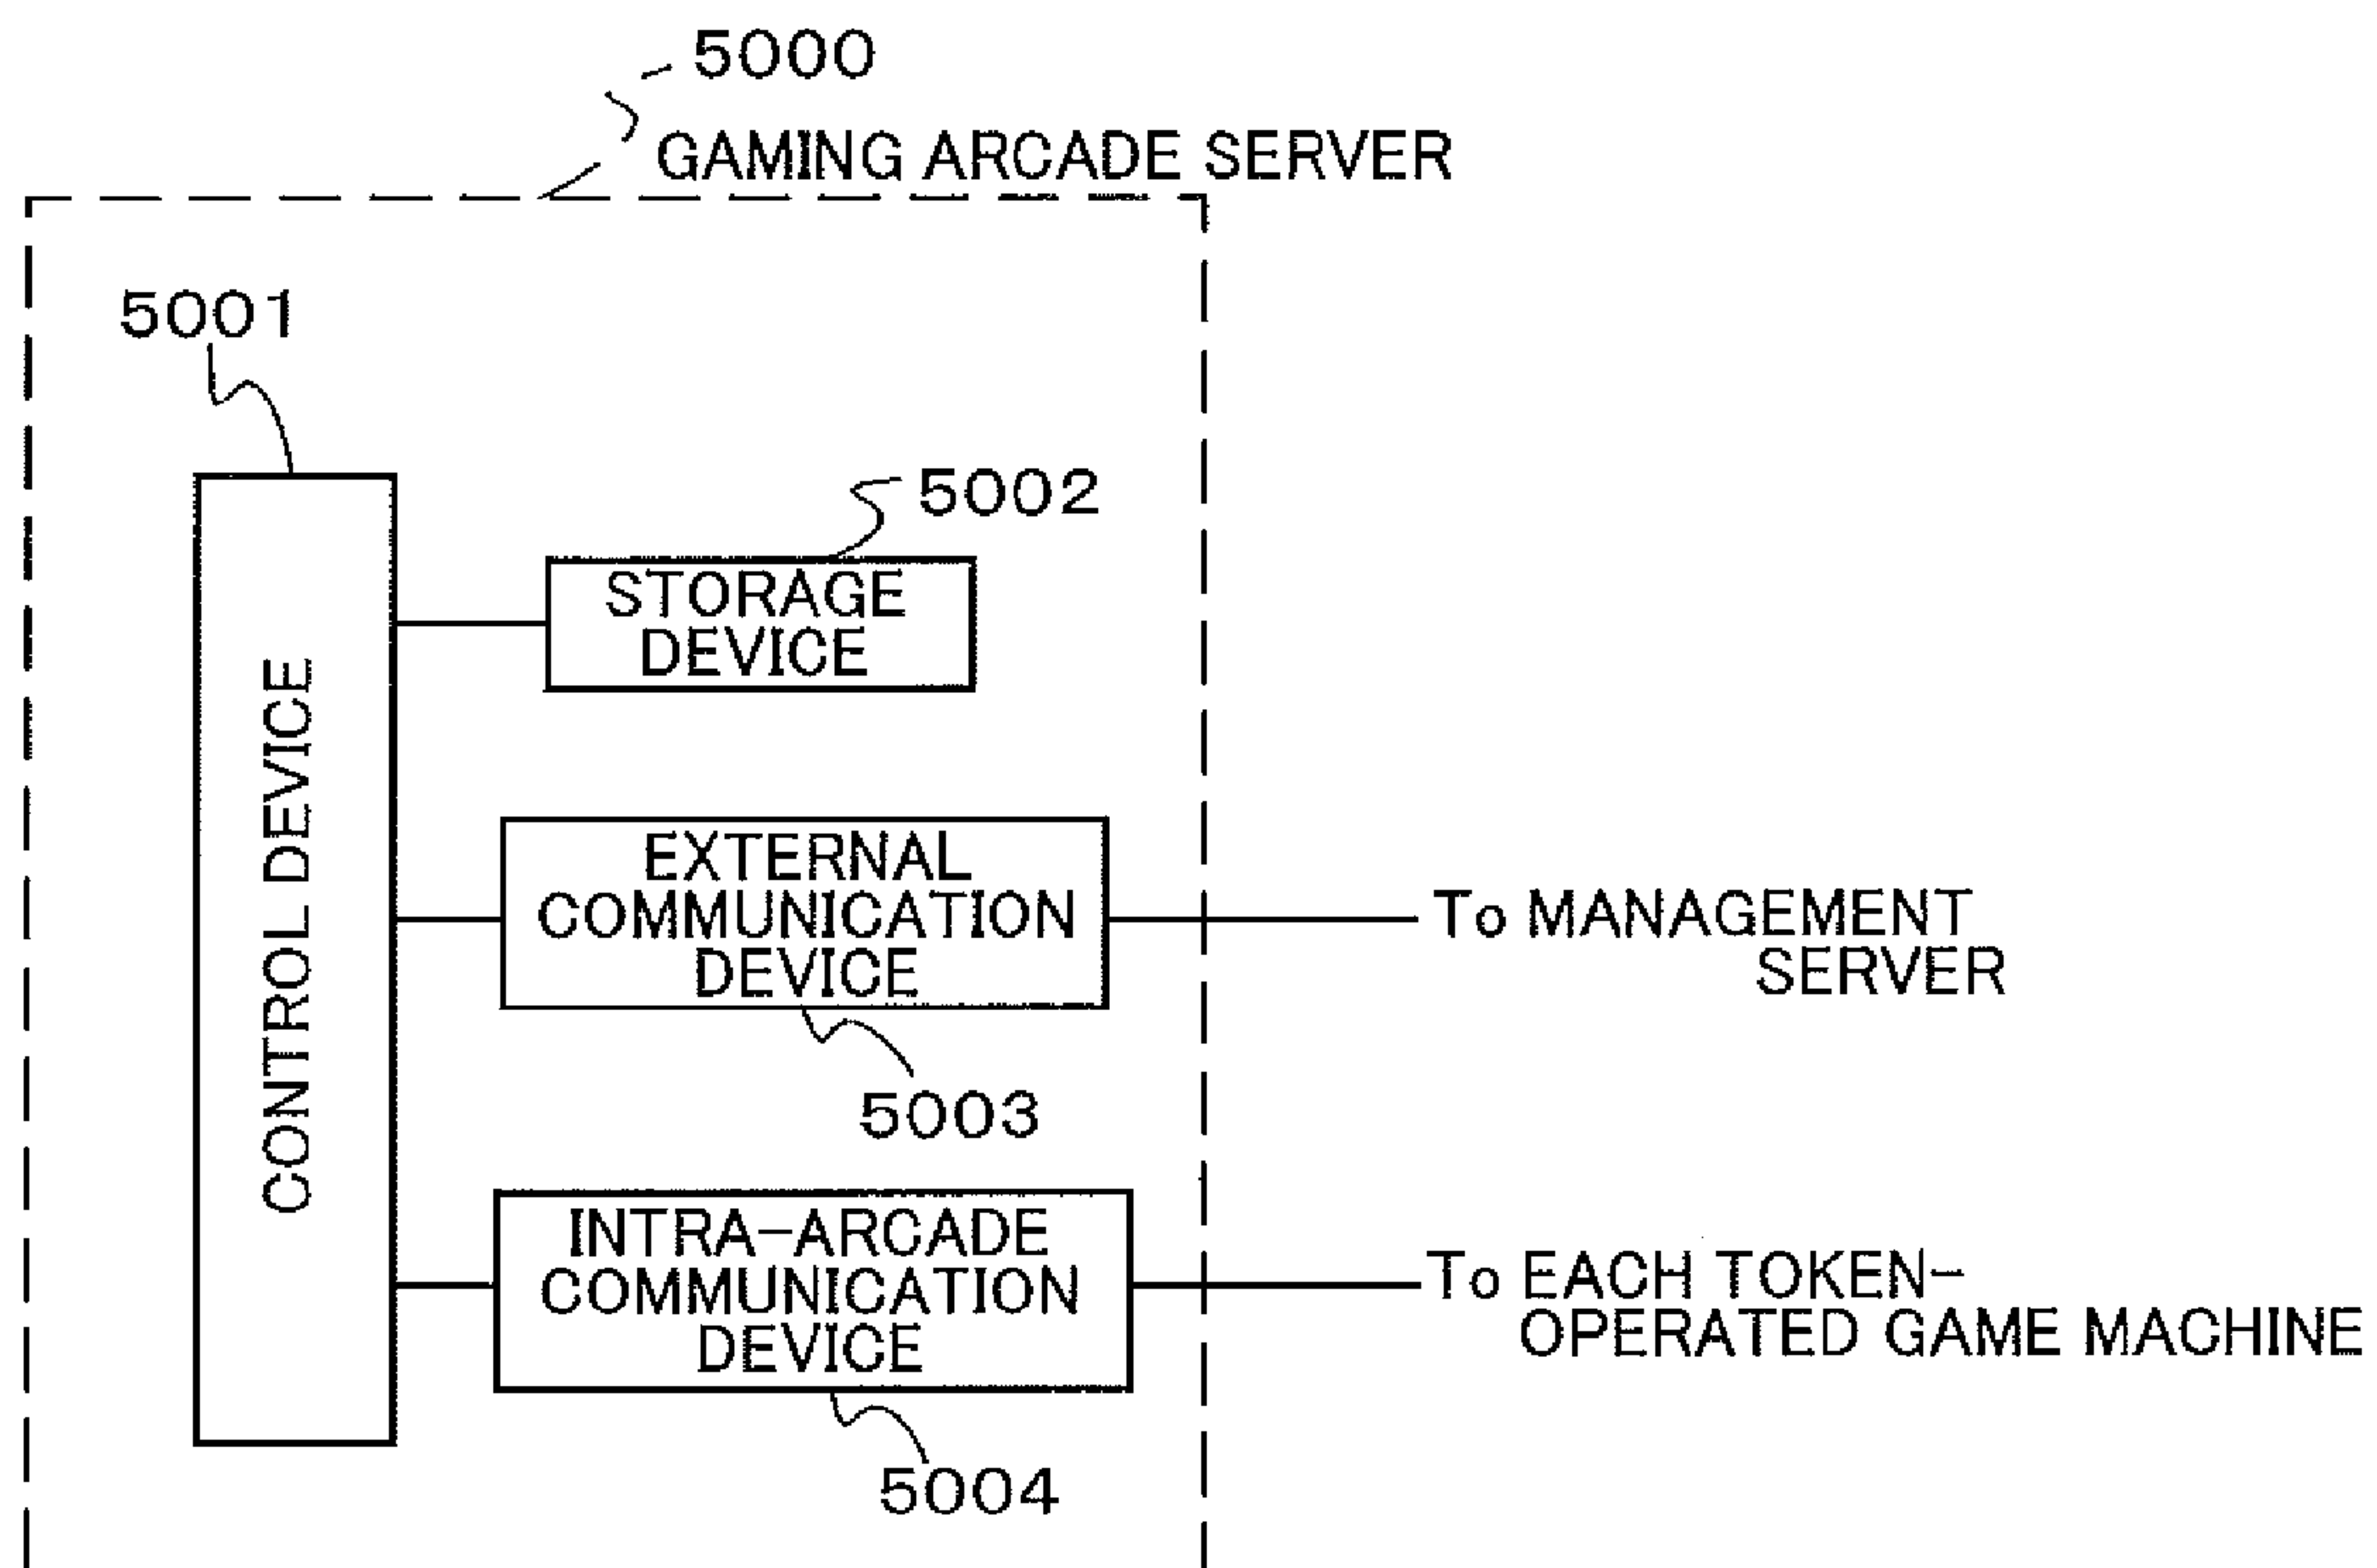 5000
GAMING ARCADE SERVER
5001
5002
STORAGE
DEVICE
CONTROL DEVICE
EXTERNAL
COMMUNICATION
DEVICE
To MANAGEMENT
SERVER
5003
INTRA-ARCADE
COMMUNICATION
DEVICE
To EACH TOKEN-
OPERATED GAME MACHINE
5004